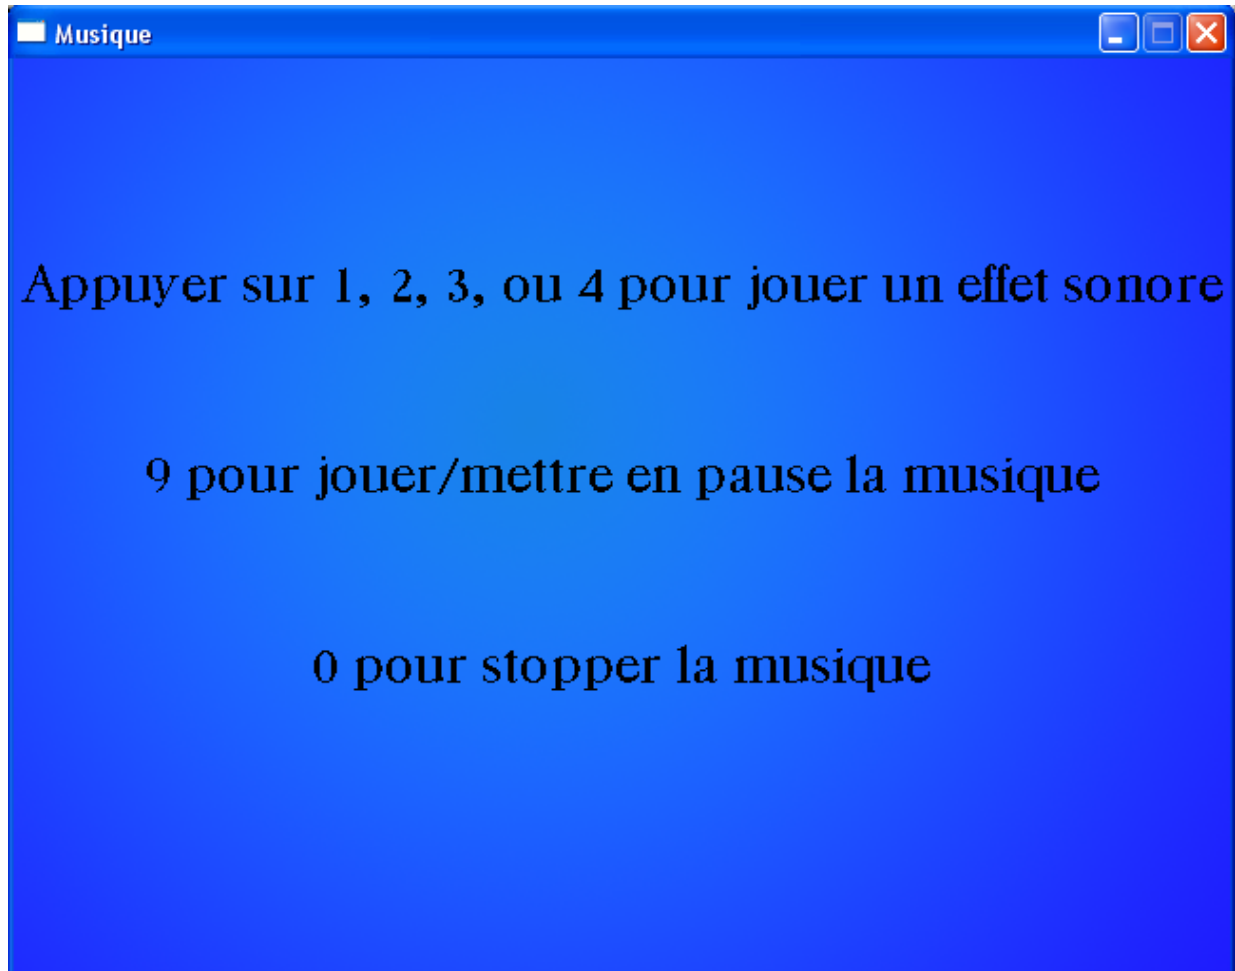 Musique
Appuyer sur 1, 2, 3, ou 4 pour jouer un effet sonore
9 pour jouer/mettre en pause la musique
0 pour stopper la musique